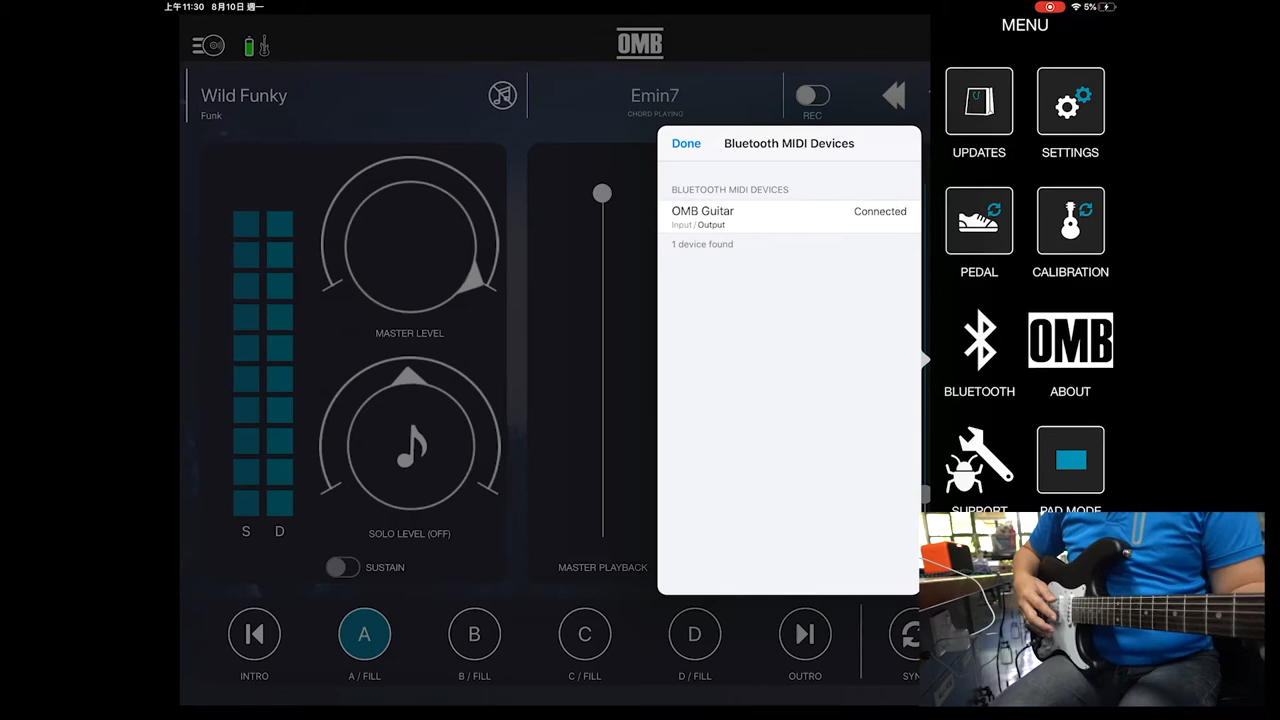 上午11:30 8月10日 週一
5%
MENU
OMB
Wild Funky
Funk
Emin7
CHORD PLAYING
REC
UPDATES
SETTINGS
Done
Bluetooth MIDI Devices
BLUETOOTH MIDI DEVICES
OMB Guitar
Connected
Input / Output
1 device found
PEDAL
CALIBRATION
MASTER LEVEL
OMB
BLUETOOTH
ABOUT
S
D
SOLO LEVEL (OFF)
SUPPORT
PAD MODE
SUSTAIN
MASTER PLAYBACK
A
B
C
D
INTRO
A / FILL
B / FILL
C / FILL
D / FILL
OUTRO
SYN